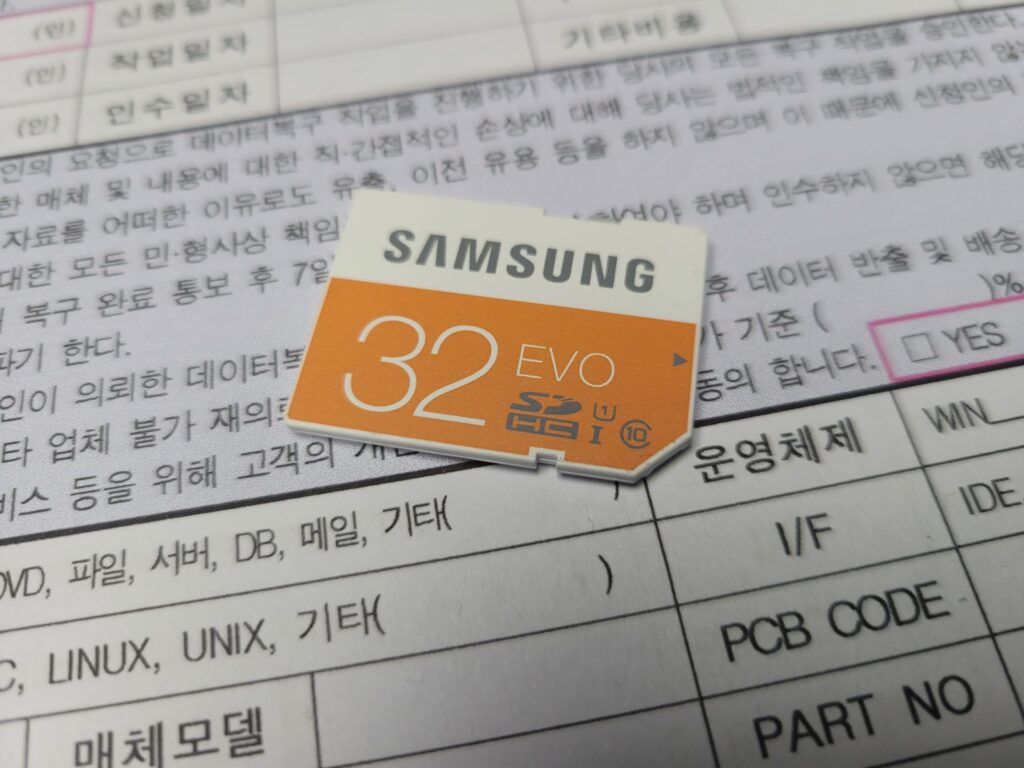 (인) 신청일자
(인) 작업일자 기타비용
(인) 인수일자
인의 요청으로 데이터복구 작업을 진행하기 위한 당사의 모든 복구 작업을 승인한다.
한 매체 및 내용에 대한 직·간접적인 손상에 대해 당사는 법적인 책임을 가지지 않
자료를 어떠한 이유로도 유출, 이전 유용 등을 하지 않으며 이 때문에 신청인의
대한 모든 민·형사상 책임 하여야 하며 인수하지 않으면 해당
복구 완료 통보 후 7일 후 데이터 반출 및 배송
파기 한다. 가 기준 ( )%
인이 의뢰한 데이터복 동의 합니다. □ YES
타 업체 불가 재의뢰
비스 등을 위해 고객의
SAMSUNG
32 EVO
SD HC I U1 10
운영체제 WIN
DVD, 파일, 서버, DB, 메일, 기타( )
I/F IDE
C, LINUX, UNIX, 기타( )
PCB CODE
매체모델 PART NO